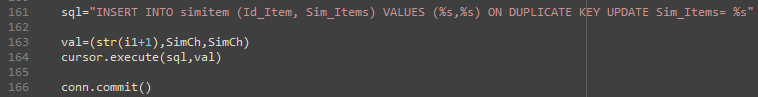 161 sql="INSERT INTO simitem (Id_Item, Sim_Items) VALUES (%s,%s) ON DUPLICATE KEY UPDATE Sim_Items= %s"
162
163 val=(str(i1+1),SimCh,SimCh)
164 cursor.execute(sql,val)
165
166 conn.commit()